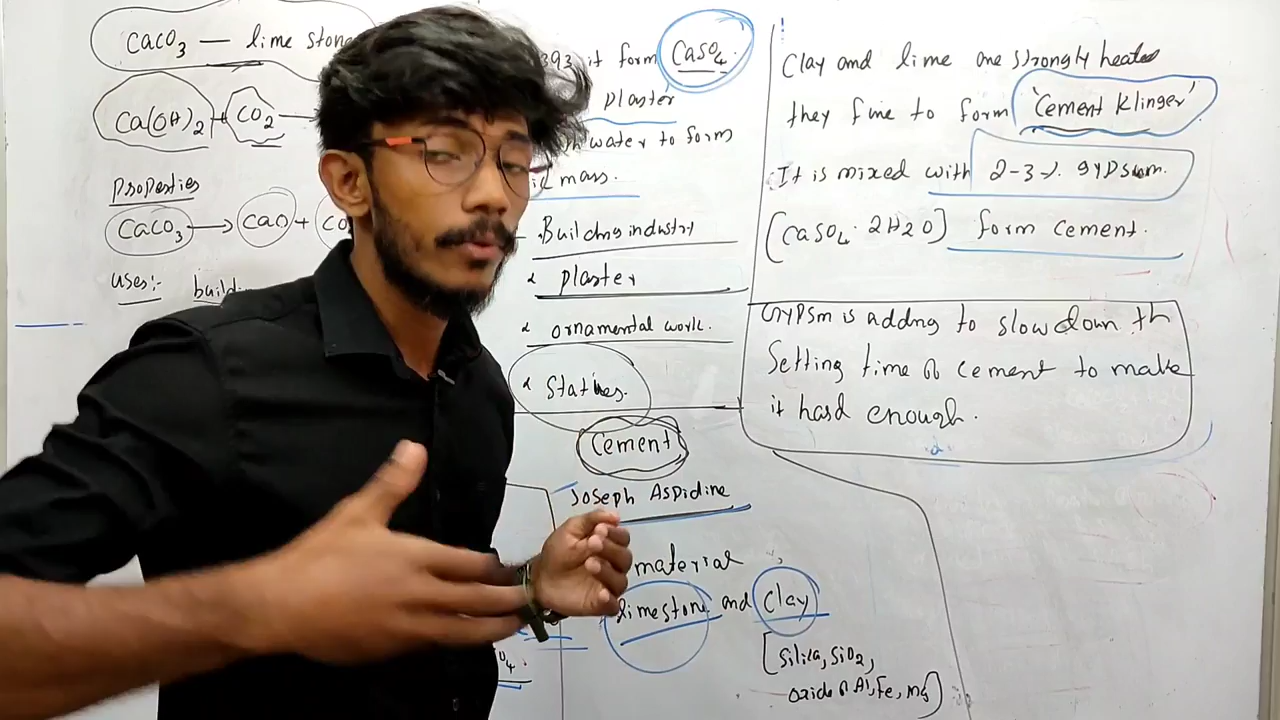 CaCO3 — lime stone
Ca(OH)2 + CO2 →
Properties
CaCO3 → CaO + CO
Uses:- build
393 it form CaSO4.
plaster
water to form
mass.
Building industry
Plaster
ornamental work.
Cement
Joseph Aspidine
material
limestone and clay
[Silica, SiO2,
oxide of Al, Fe, Mg]
Clay and lime are strongly heated
they fuse to form 'Cement Klinger'
It is mixed with 2-3% gypsum.
[CaSO4. 2H2O] form cement.
Gypsm is addng to slow down th
Setting time of cement to make
it hard enough.